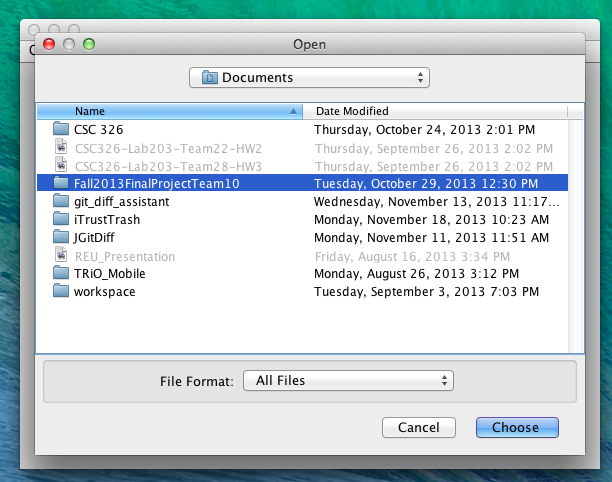 Open
Documents
Name Date Modified
CSC 326 Thursday, October 24, 2013 2:01 PM
CSC326-Lab203-Team22-HW2 Thursday, September 26, 2013 2:02 PM
CSC326-Lab203-Team28-HW3 Thursday, September 26, 2013 2:02 PM
Fall2013FinalProjectTeam10 Tuesday, October 29, 2013 12:30 PM
git_diff_assistant Wednesday, November 13, 2013 11:17...
iTrustTrash Monday, November 18, 2013 10:23 AM
JGitDiff Monday, November 11, 2013 11:51 AM
REU_Presentation Friday, August 16, 2013 3:34 PM
TRiO_Mobile Monday, August 26, 2013 3:12 PM
workspace Tuesday, September 3, 2013 7:03 PM
File Format: All Files
Cancel Choose